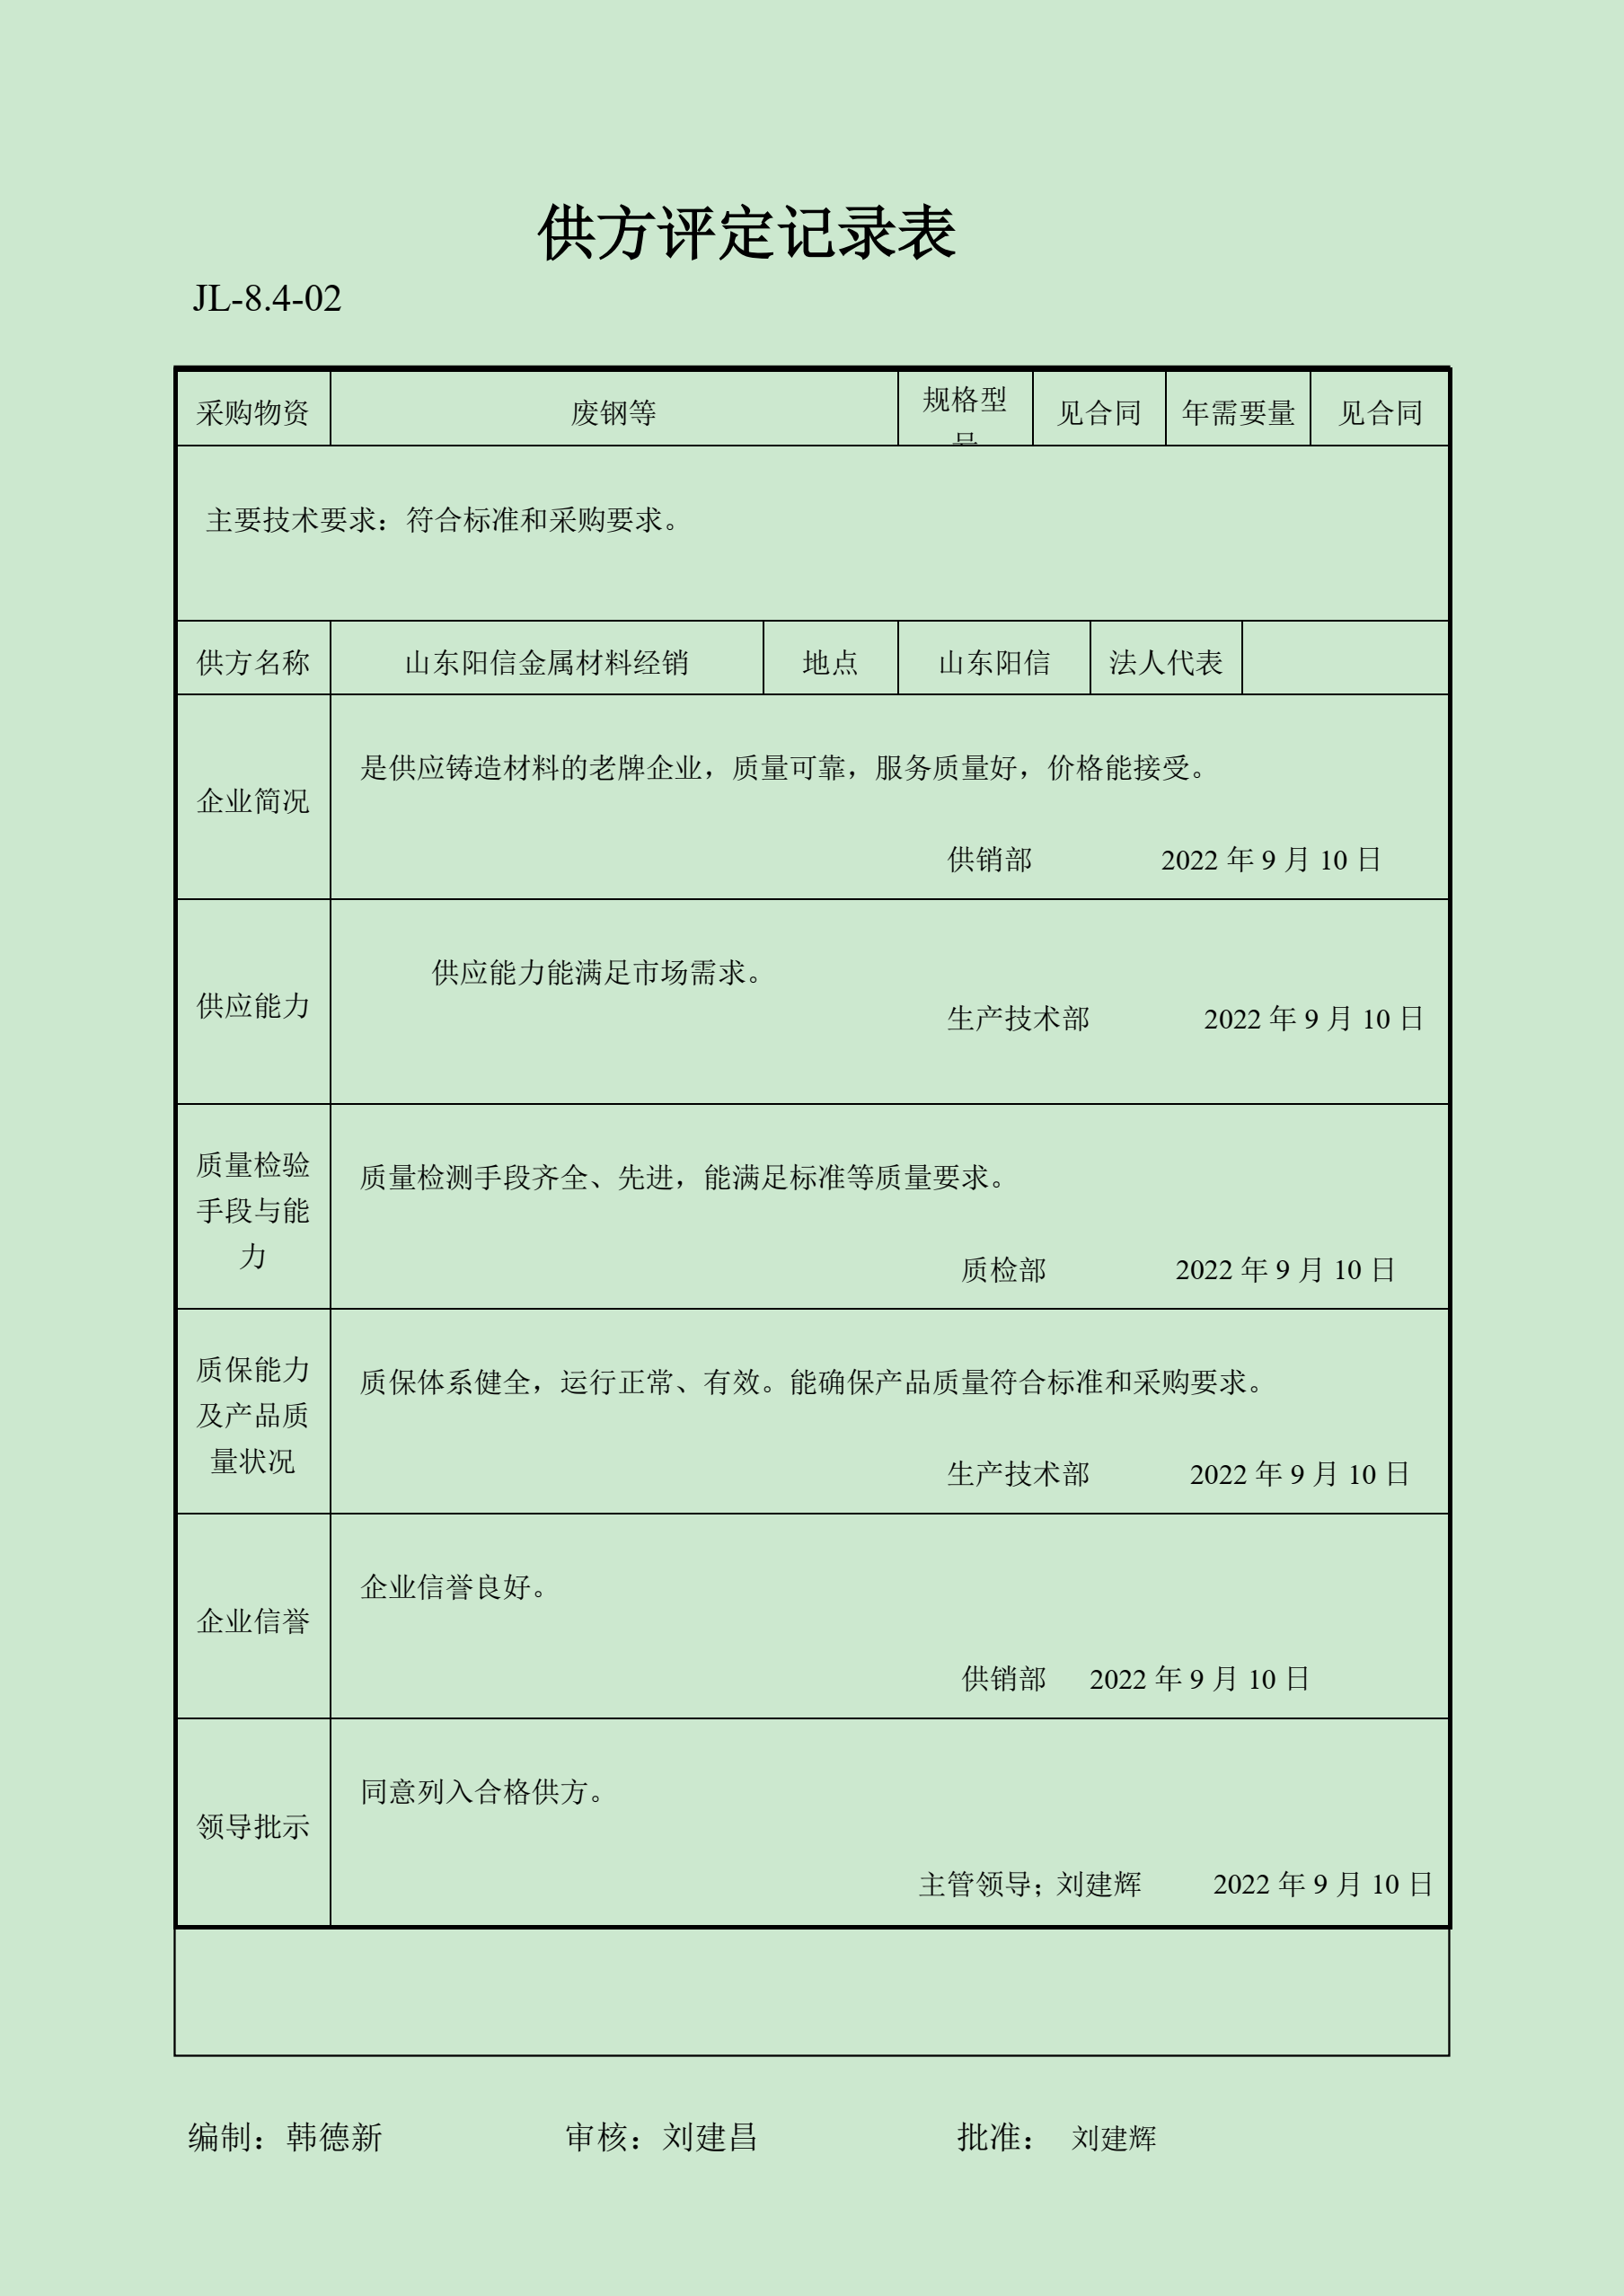 供方评定记录表
JL-8.4-02
采购物资 废钢等 规格型 见合同 年需要量 见合同
号
主要技术要求：符合标准和采购要求。
供方名称 山东阳信金属材料经销 地点 山东阳信 法人代表
企业简况
是供应铸造材料的老牌企业，质量可靠，服务质量好，价格能接受。
供销部 2022 年 9 月 10 日
供应能力
供应能力能满足市场需求。
生产技术部 2022 年 9 月 10 日
质量检验
手段与能
力
质量检测手段齐全、先进，能满足标准等质量要求。
质检部 2022 年 9 月 10 日
质保能力
及产品质
量状况
质保体系健全，运行正常、有效。能确保产品质量符合标准和采购要求。
生产技术部 2022 年 9 月 10 日
企业信誉
企业信誉良好。
供销部 2022 年 9 月 10 日
领导批示
同意列入合格供方。
主管领导；刘建辉 2022 年 9 月 10 日
编制：韩德新 审核：刘建昌 批准： 刘建辉